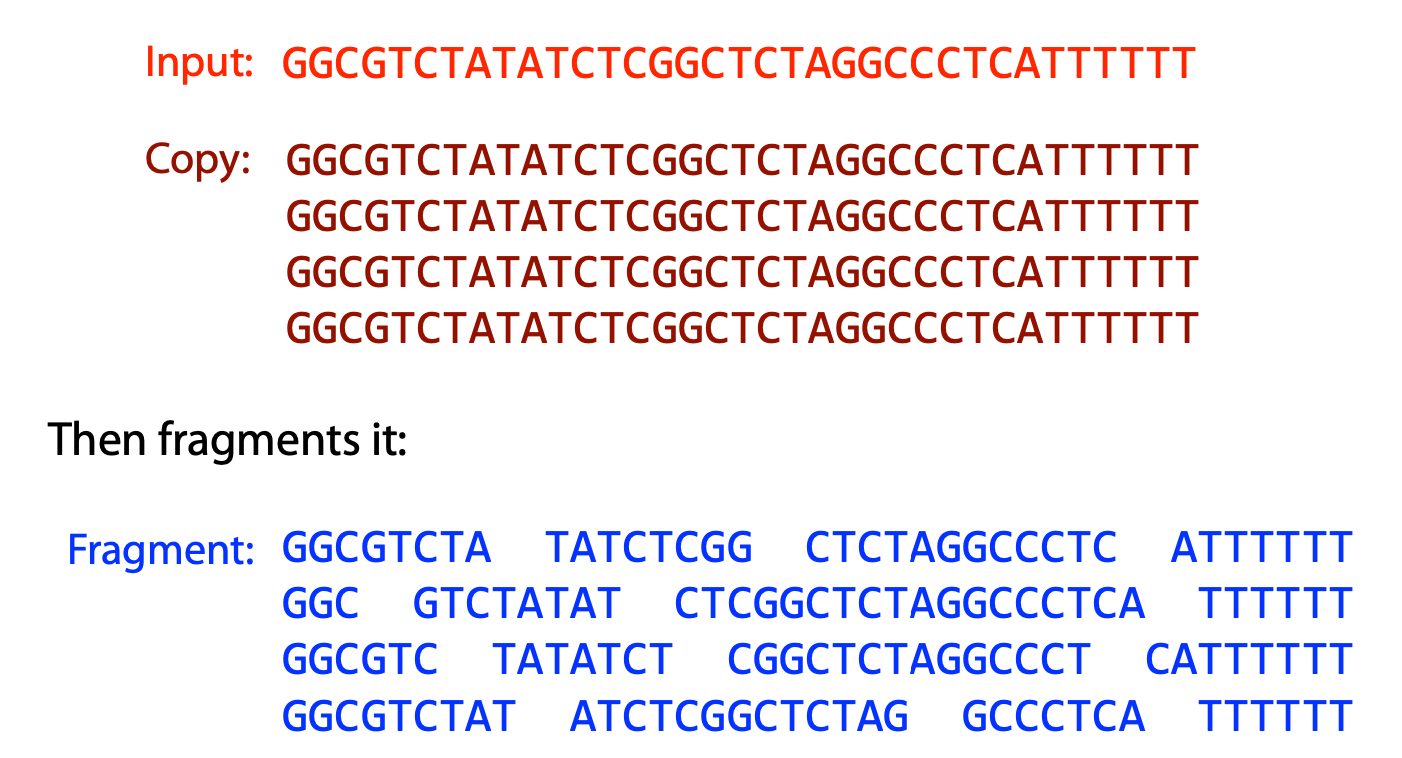 Input: GGCGTCTATATCTCGGCTCTAGGCCCTCATTTTTT
Copy: GGCGTCTATATCTCGGCTCTAGGCCCTCATTTTTT
GGCGTCTATATCTCGGCTCTAGGCCCTCATTTTTT
GGCGTCTATATCTCGGCTCTAGGCCCTCATTTTTT
GGCGTCTATATCTCGGCTCTAGGCCCTCATTTTTT
Then fragments it:
Fragment: GGCGTCTA TATCTCGG CTCTAGGCCCTC ATTTTTT
GGC GTCTATAT CTCGGCTCTAGGCCCTCA TTTTTT
GGCGTC TATATCT CGGCTCTAGGCCCT CATTTTTT
GGCGTCTAT ATCTCGGCTCTAG GCCCTCA TTTTTT